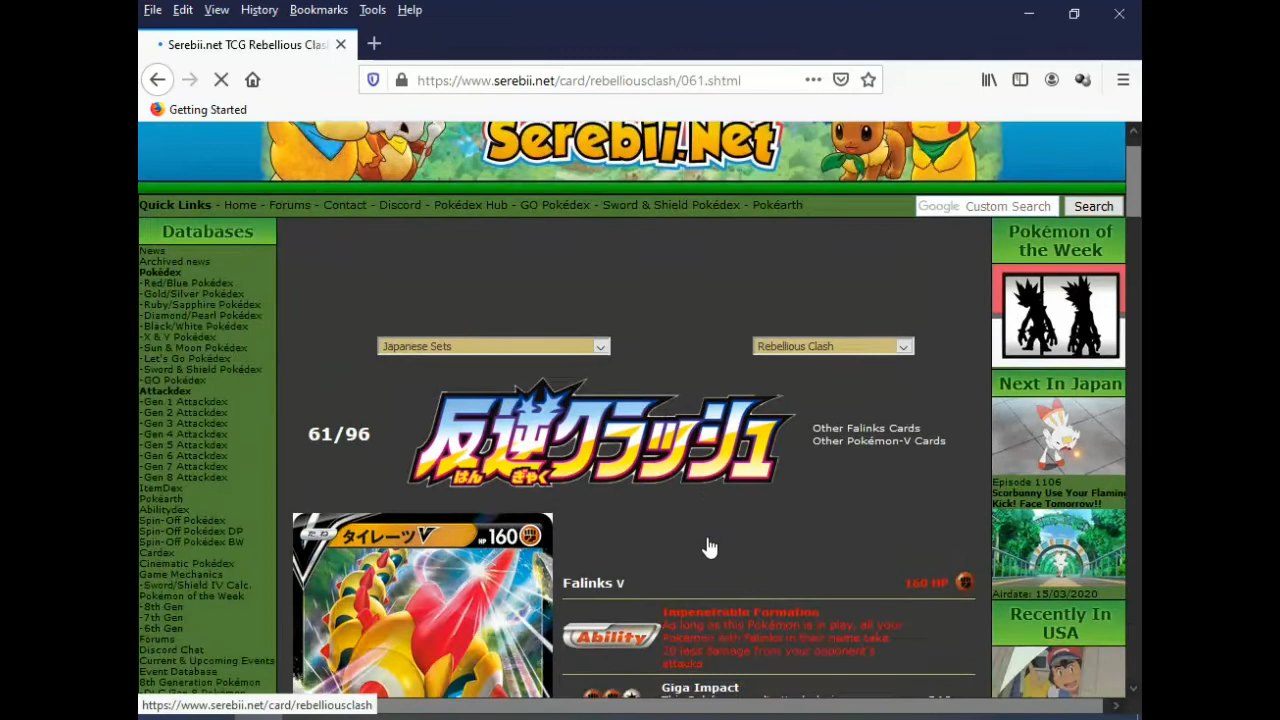 File Edit View History Bookmarks Tools Help
Serebii.net TCG Rebellious Clas
https://www.serebii.net/card/rebelliousclash/061.shtml
Getting Started
Serebii.Net
Quick Links - Home - Forums - Contact - Discord - Pokédex Hub - GO Pokédex - Sword & Shield Pokédex - Pokéarth
Google Custom Search
Search
Databases
News
Archived news
Pokédex
-Red/Blue Pokédex
-Gold/Silver Pokédex
-Ruby/Sapphire Pokédex
-Diamond/Pearl Pokédex
-Black/White Pokédex
-X & Y Pokédex
-Sun & Moon Pokédex
-Let's Go Pokédex
-Sword & Shield Pokédex
-GO Pokédex
Attackdex
-Gen 1 Attackdex
-Gen 2 Attackdex
-Gen 3 Attackdex
-Gen 4 Attackdex
-Gen 5 Attackdex
-Gen 6 Attackdex
-Gen 7 Attackdex
-Gen 8 Attackdex
ItemDex
Pokéarth
Abilitydex
Spin-Off Pokédex
Spin-Off Pokédex DP
Spin-Off Pokédex BW
Cardex
Cinematic Pokédex
Game Mechanics
-Sword/Shield IV Calc.
Pokémon of the Week
-8th Gen
-7th Gen
-6th Gen
Forums
Discord Chat
Current & Upcoming Events
Event Database
8th Generation Pokémon
Japanese Sets
Rebellious Clash
61/96
反逆クラッシュ
はん ぎゃく
Other Falinks Cards
Other Pokémon-V Cards
たね タイレーツV HP 160
Falinks V
160 HP
Ability
Impenetrable Formation
As long as this Pokémon is in play, all your
Pokémon with Falinks in their name take
20 less damage from your opponent's
attacks
Giga Impact
Pokémon of
the Week
Next In Japan
Episode 1106
Scorbunny Use Your Flaming
Kick! Face Tomorrow!!
Airdate: 15/03/2020
Recently In
USA
https://www.serebii.net/card/rebelliousclash